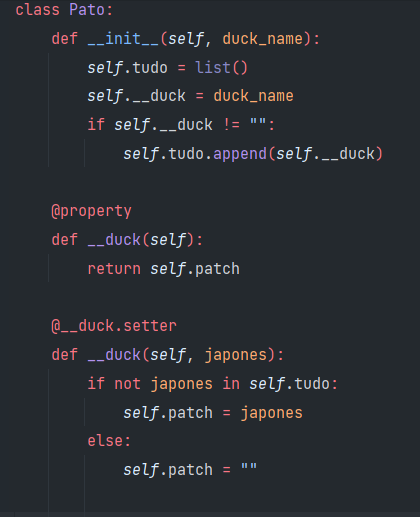 class Pato:
    def __init__(self, duck_name):
        self.tudo = list()
        self.__duck = duck_name
        if self.__duck != "":
            self.tudo.append(self.__duck)
    @property
    def __duck(self):
        return self.patch
    @__duck.setter
    def __duck(self, japones):
        if not japones in self.tudo:
            self.patch = japones
        else:
            self.patch = ""